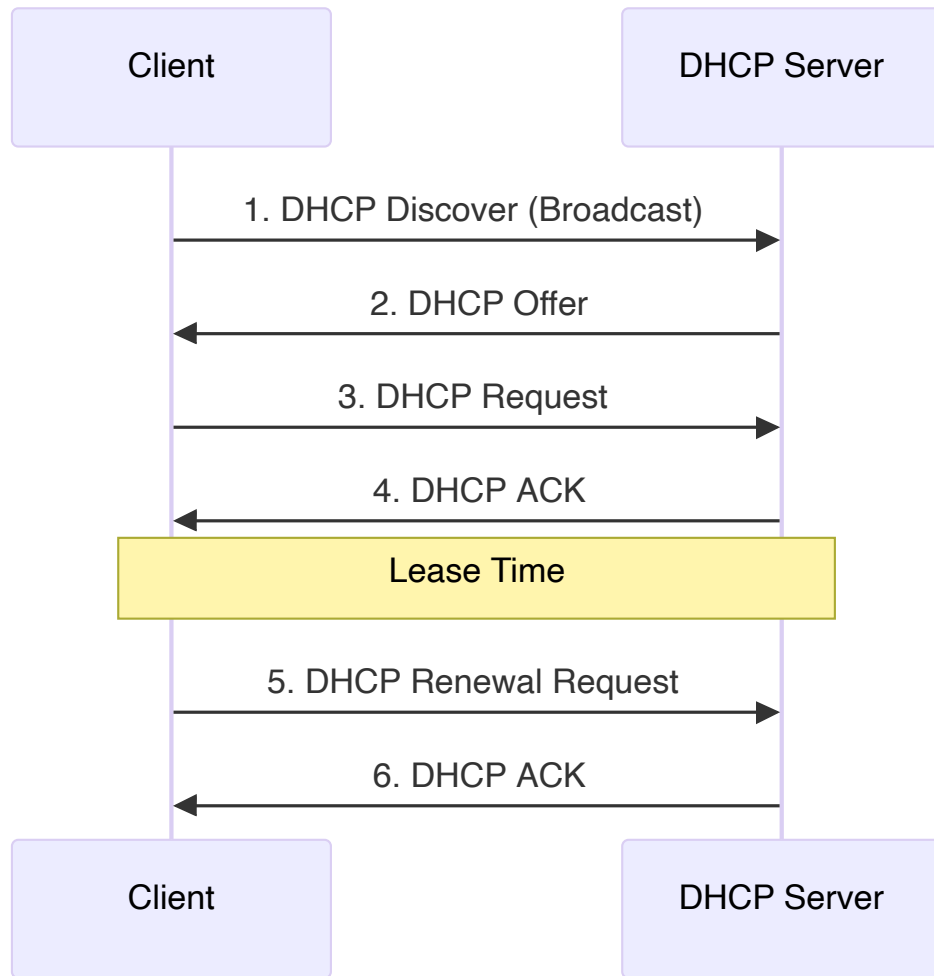 Client
DHCP Server
1. DHCP Discover (Broadcast)
2. DHCP Offer
3. DHCP Request
4. DHCP ACK
Lease Time
5. DHCP Renewal Request
6. DHCP ACK
Client
DHCP Server